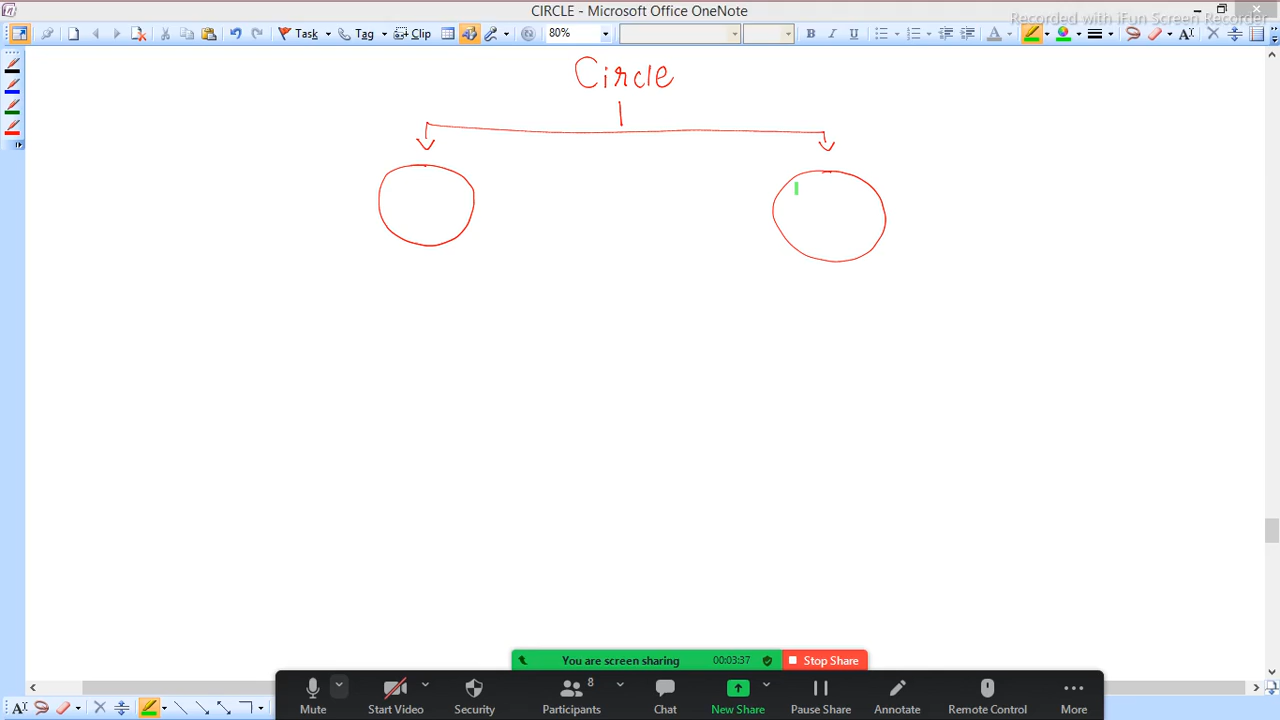 CIRCLE - Microsoft Office OneNote
Recorded with iFun Screen Recorder
Task Tag Clip 80% B I U
Circle
You are screen sharing 00:03:37 Stop Share
8
Mute Start Video Security Participants Chat New Share Pause Share Annotate Remote Control More